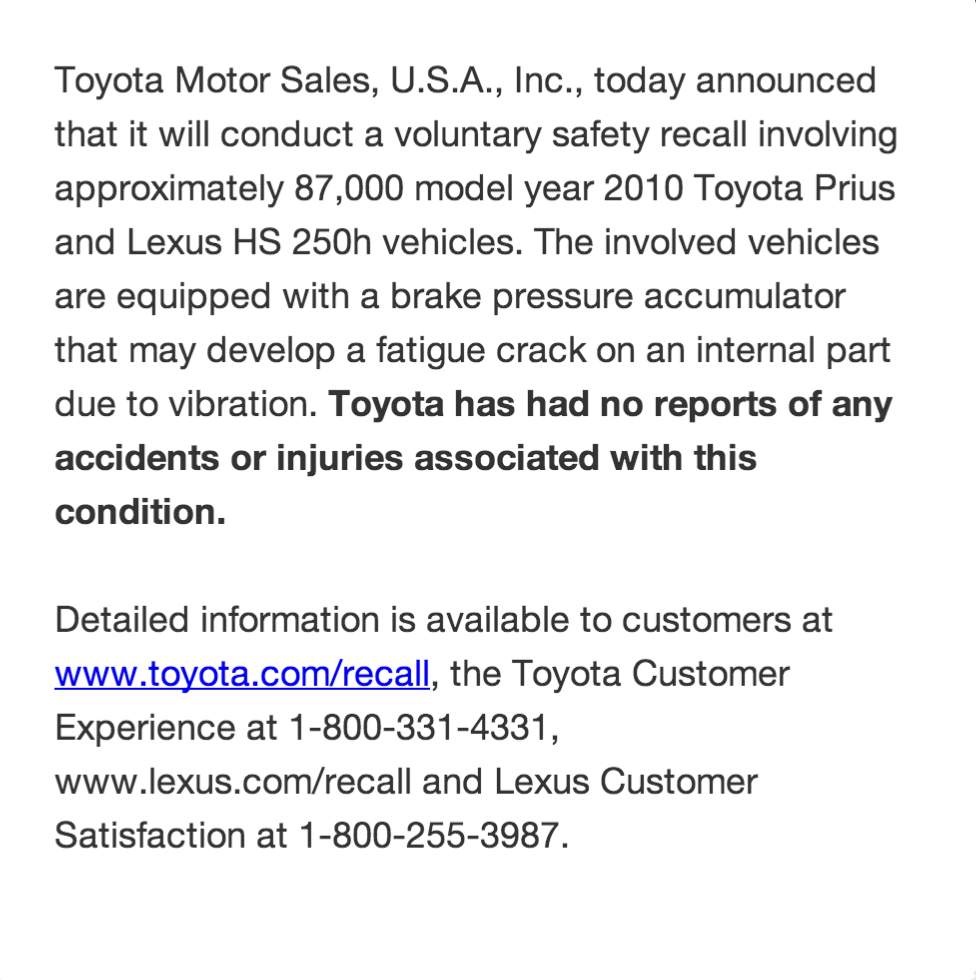 Toyota Motor Sales, U.S.A., Inc., today announced
that it will conduct a voluntary safety recall involving
approximately 87,000 model year 2010 Toyota Prius
and Lexus HS 250h vehicles. The involved vehicles
are equipped with a brake pressure accumulator
that may develop a fatigue crack on an internal part
due to vibration. Toyota has had no reports of any
accidents or injuries associated with this
condition.
Detailed information is available to customers at
www.toyota.com/recall, the Toyota Customer
Experience at 1-800-331-4331,
www.lexus.com/recall and Lexus Customer
Satisfaction at 1-800-255-3987.